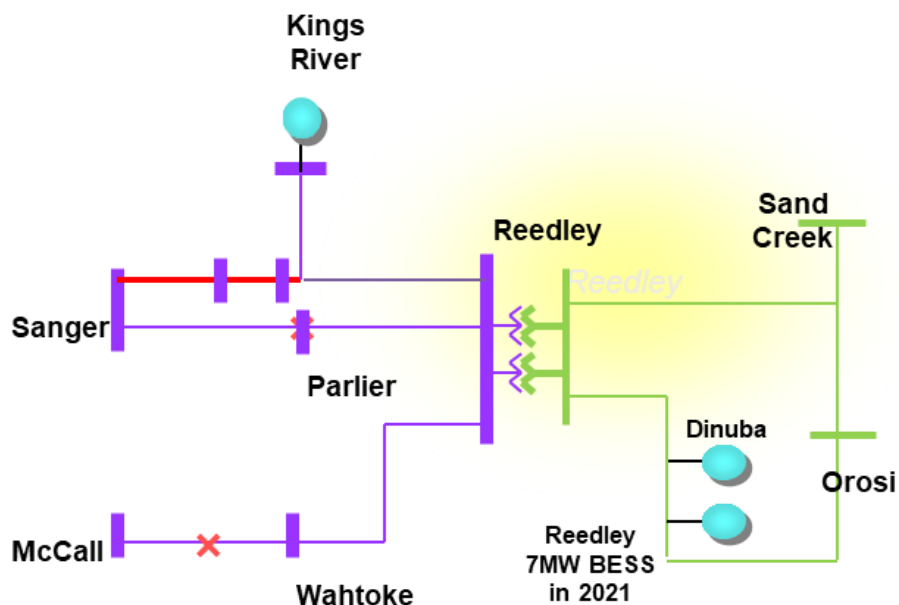 Kings
River
Sand
Creek
Reedley
Reedley
Sanger
Parlier
Dinuba
Orosi
Reedley
7MW BESS
in 2021
McCall
Wahtoke